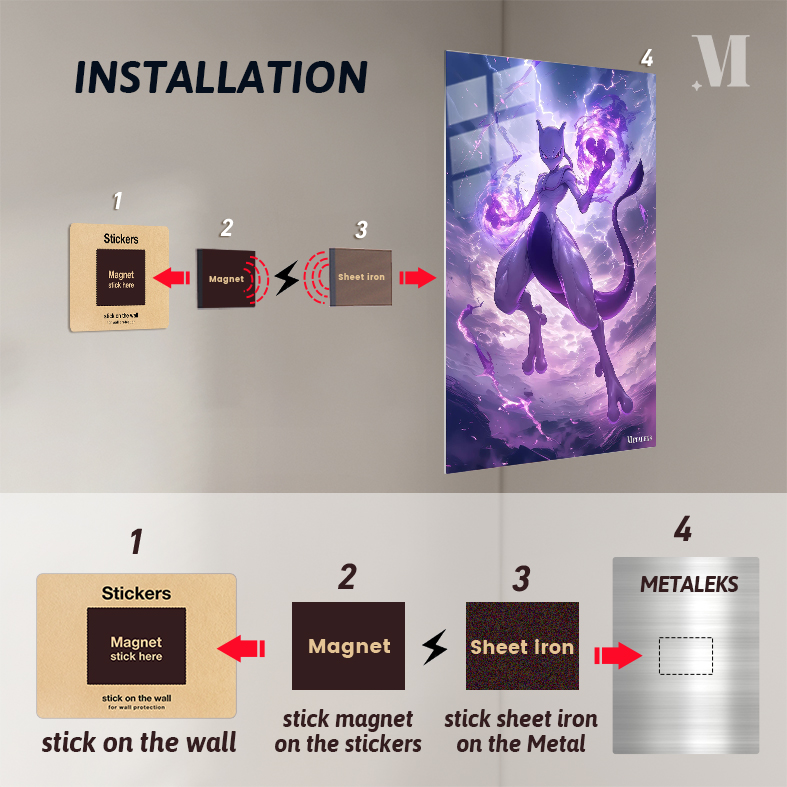 INSTALLATION
M
4
1
2
3
Stickers
Magnet
stick here
stick on the wall
for wall protection
Magnet
Sheet iron
METALEKS
1
2
3
4
Stickers
Magnet
stick here
stick on the wall
for wall protection
Magnet
Sheet iron
METALEKS
stick on the wall
stick magnet
on the stickers
stick sheet iron
on the Metal